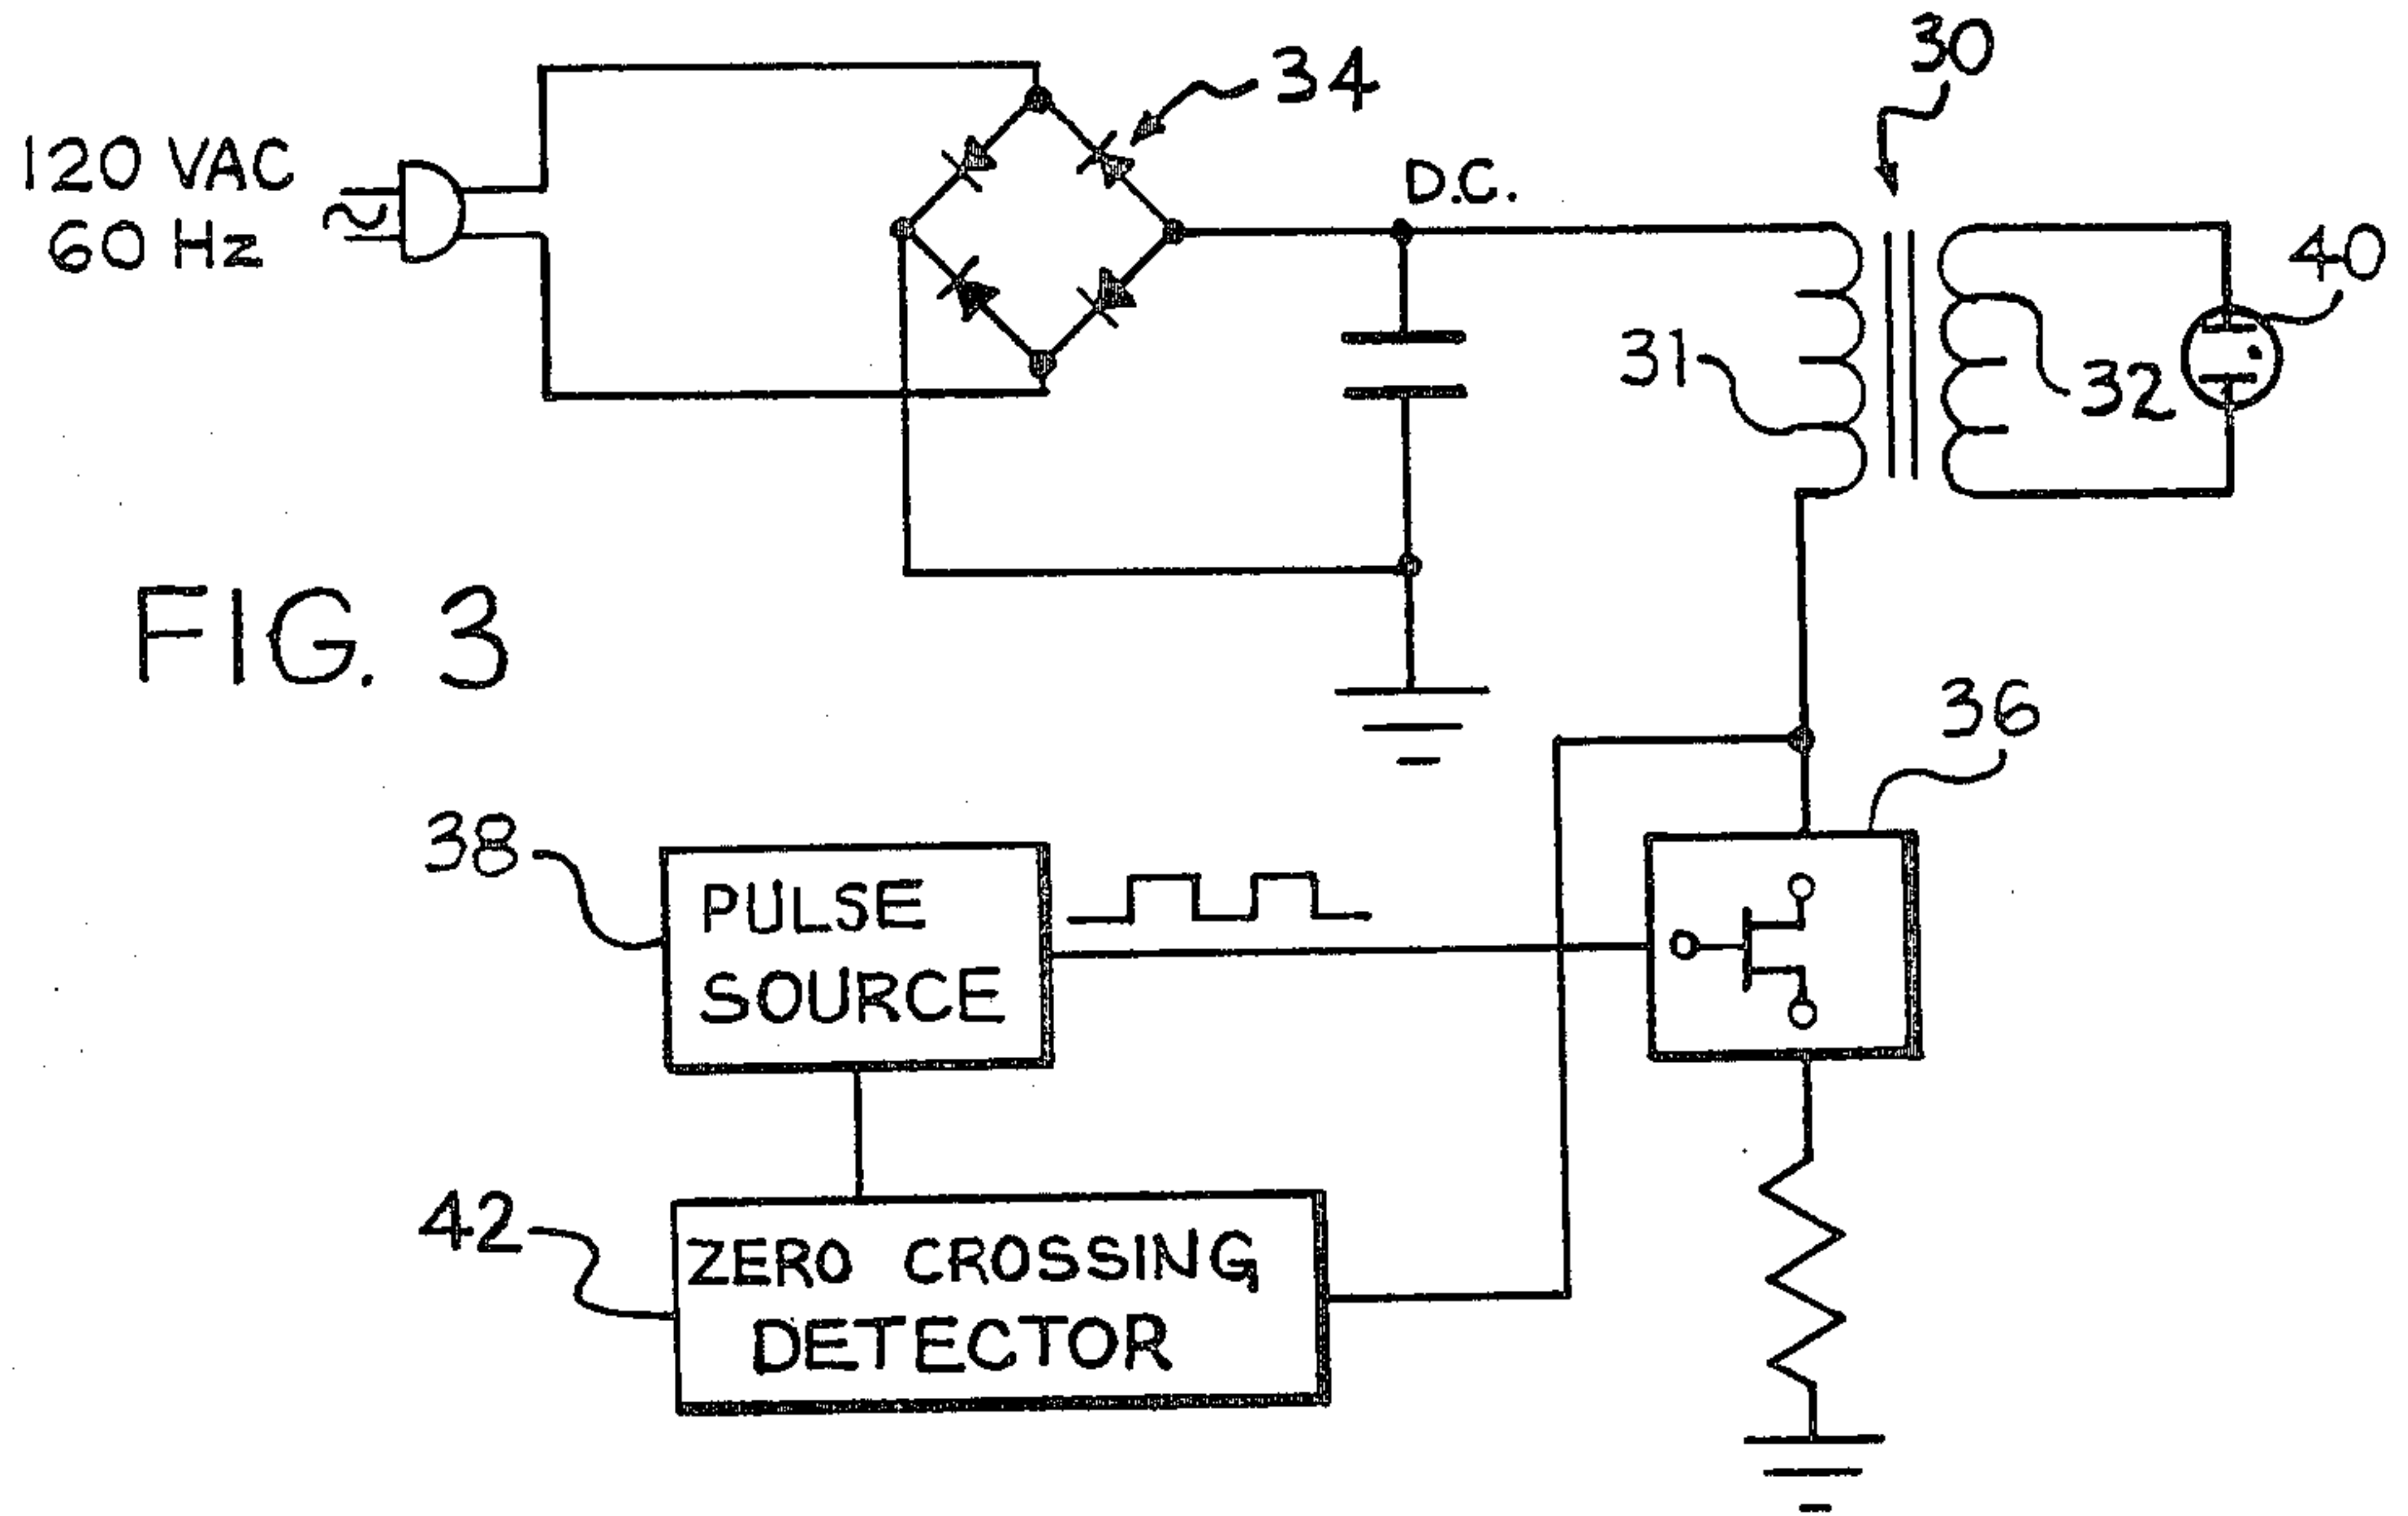 30
34
120 VAC
60 Hz
D.C.
40
31
32
FIG. 3
36
38
PULSE
SOURCE
42
ZERO CROSSING
DETECTOR